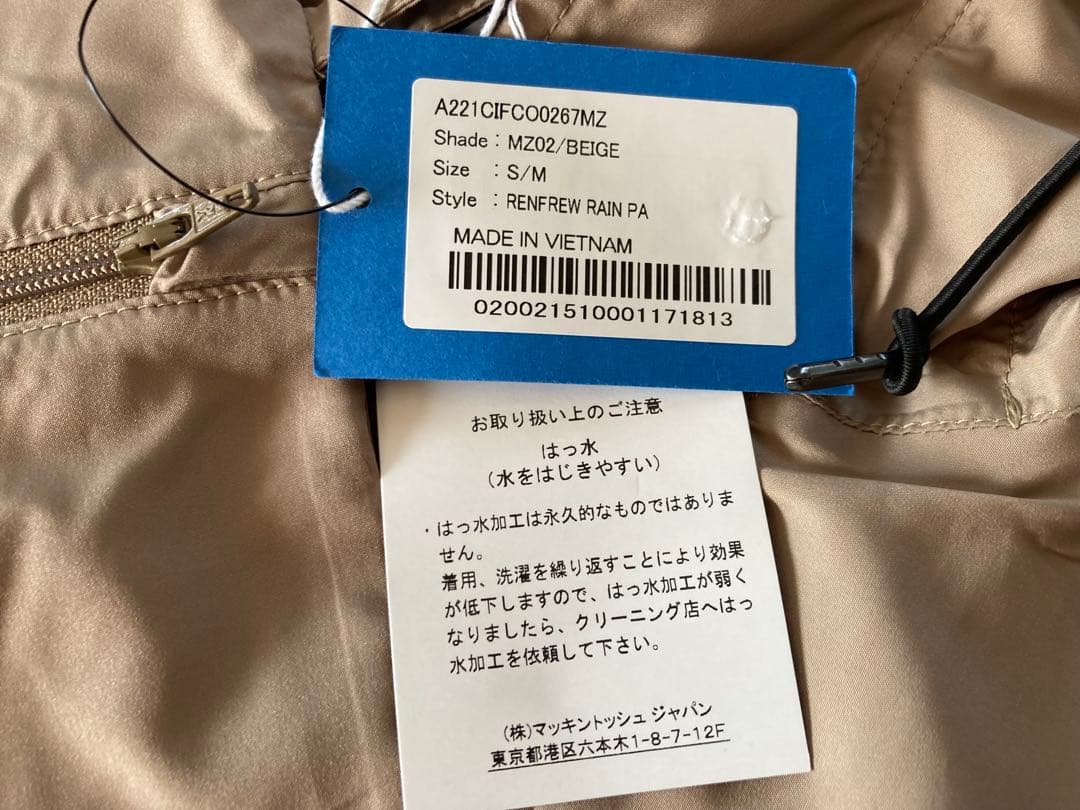 A221CIFCO0267MZ
Shade : MZ02/BEIGE
Size : S/M
Style : RENFREW RAIN PA
MADE IN VIETNAM
020021510001171813
お取り扱い上のご注意
はっ水
(水をはじきやすい)
・はっ水加工は永久的なものではありま
せん。
着用、洗濯を繰り返すことにより効果
が低下しますので、はっ水加工が弱く
なりましたら、クリーニング店へはっ
水加工を依頼して下さい。
(株)マッキントッシュ ジャパン
東京都港区六本木1-8-7-12F